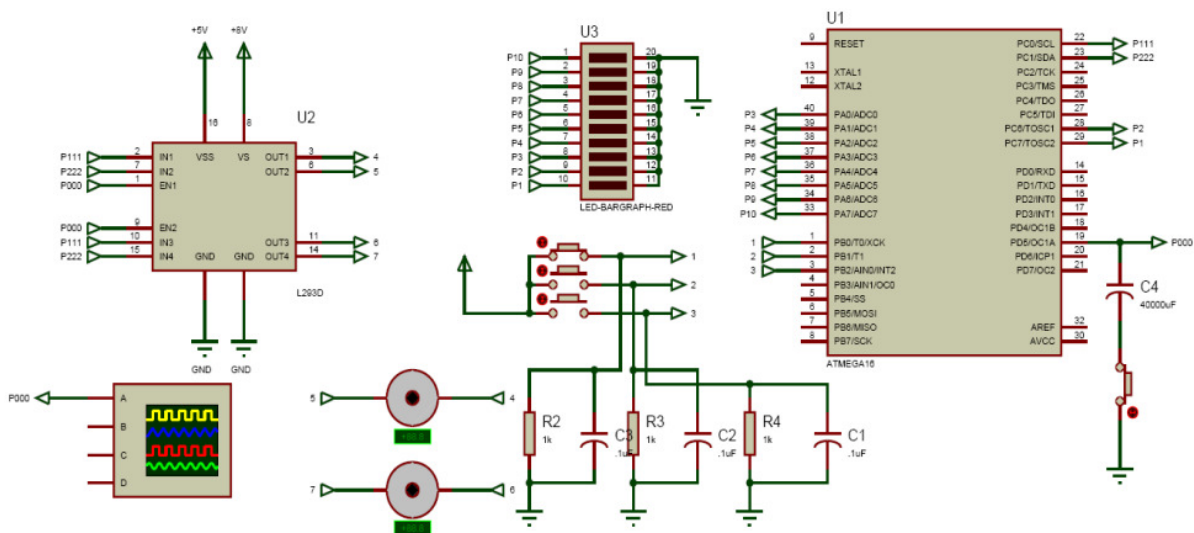 U2
+5V
+8V
16
8
P111 2 IN1 VSS VS OUT1 3 4
P222 7 IN2 OUT2 6 5
P000 1 EN1
P000 9 EN2
P111 10 IN3 OUT3 11 6
P222 15 IN4 GND GND OUT4 14 7
L293D
GND GND
U3
P10 1 20
P9 2 19
P8 3 18
P7 4 17
P6 5 16
P5 6 15
P4 7 14
P3 8 13
P2 9 12
P1 10 11
LED-BARGRAPH-RED
U1
9 RESET PC0/SCL 22 P111
PC1/SDA 23 P222
13 XTAL1 PC2/TCK 24
12 XTAL2 PC3/TMS 25
PC4/TDO 26
P3 40 PA0/ADC0 PC5/TDI 27
P4 39 PA1/ADC1 PC6/TOSC1 28 P2
P5 38 PA2/ADC2 PC7/TOSC2 29 P1
P6 37 PA3/ADC3
P7 36 PA4/ADC4 PD0/RXD 14
P8 35 PA5/ADC5 PD1/TXD 15
P9 34 PA6/ADC6 PD2/INT0 16
P10 33 PA7/ADC7 PD3/INT1 17
PD4/OC1B 18
1 1 PB0/T0/XCK PD5/OC1A 19 P000
2 2 PB1/T1 PD6/ICP1 20
3 3 PB2/AIN0/INT2 PD7/OC2 21
4 PB3/AIN1/OC0
5 PB4/SS
6 PB5/MOSI
7 PB6/MISO AREF 32
8 PB7/SCK AVCC 30
ATMEGA16
C4
40000uF
1
2
3
P000 A
B
C
D
5 4
7 6
R2
1k
C3
.1uF
R3
1k
C2
.1uF
R4
1k
C1
.1uF